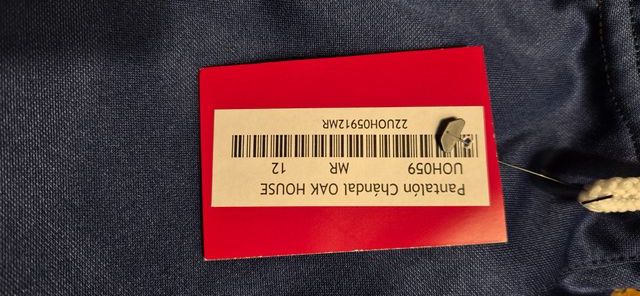 Pantalón Chándal OAK HOUSE
UOH059 MR 12
22UOH05912MR